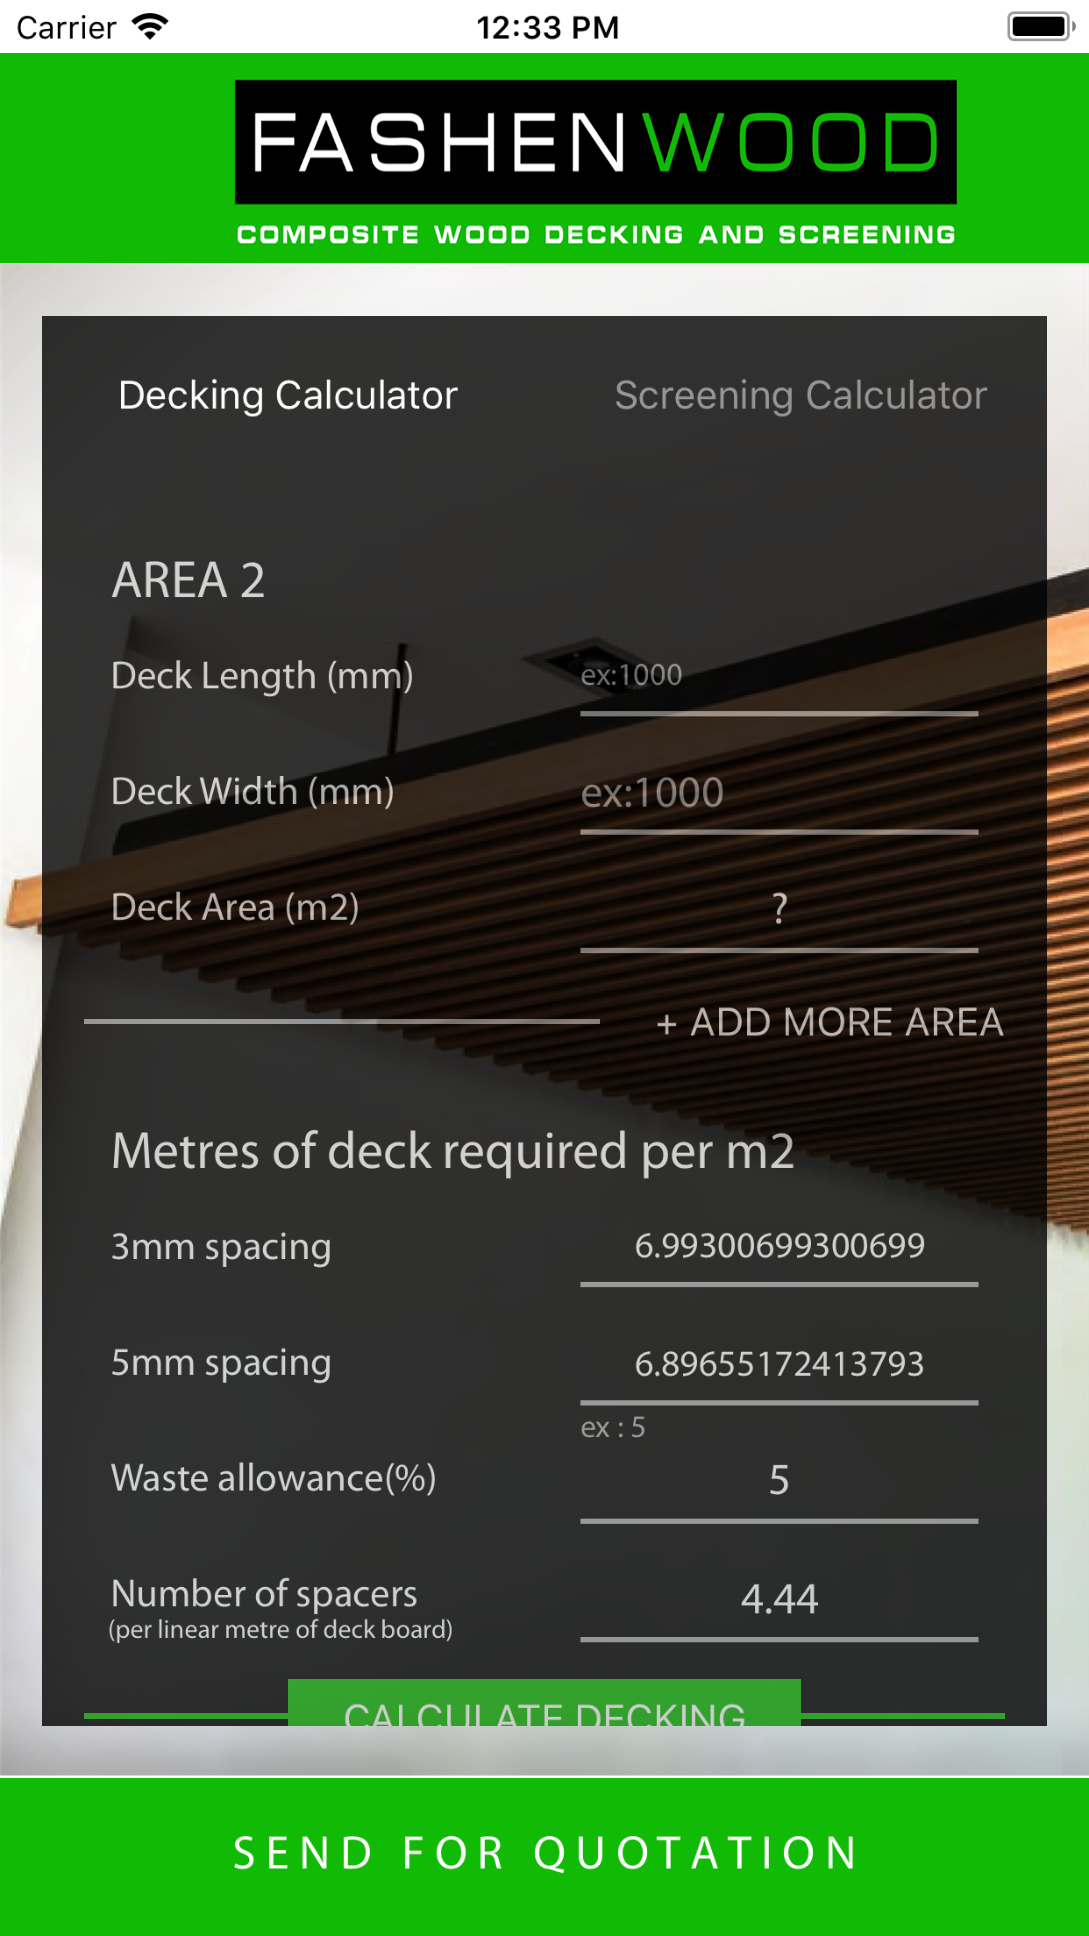 Carrier 12:33 PM
FASHENWOOD
COMPOSITE WOOD DECKING AND SCREENING
Decking Calculator Screening Calculator
AREA 2
Deck Length (mm) ex:1000
Deck Width (mm) ex:1000
Deck Area (m2) ?
+ ADD MORE AREA
Metres of deck required per m2
3mm spacing 6.99300699300699
5mm spacing 6.89655172413793
ex : 5
Waste allowance(%) 5
Number of spacers 4.44
(per linear metre of deck board)
CALCULATE DECKING
SEND FOR QUOTATION